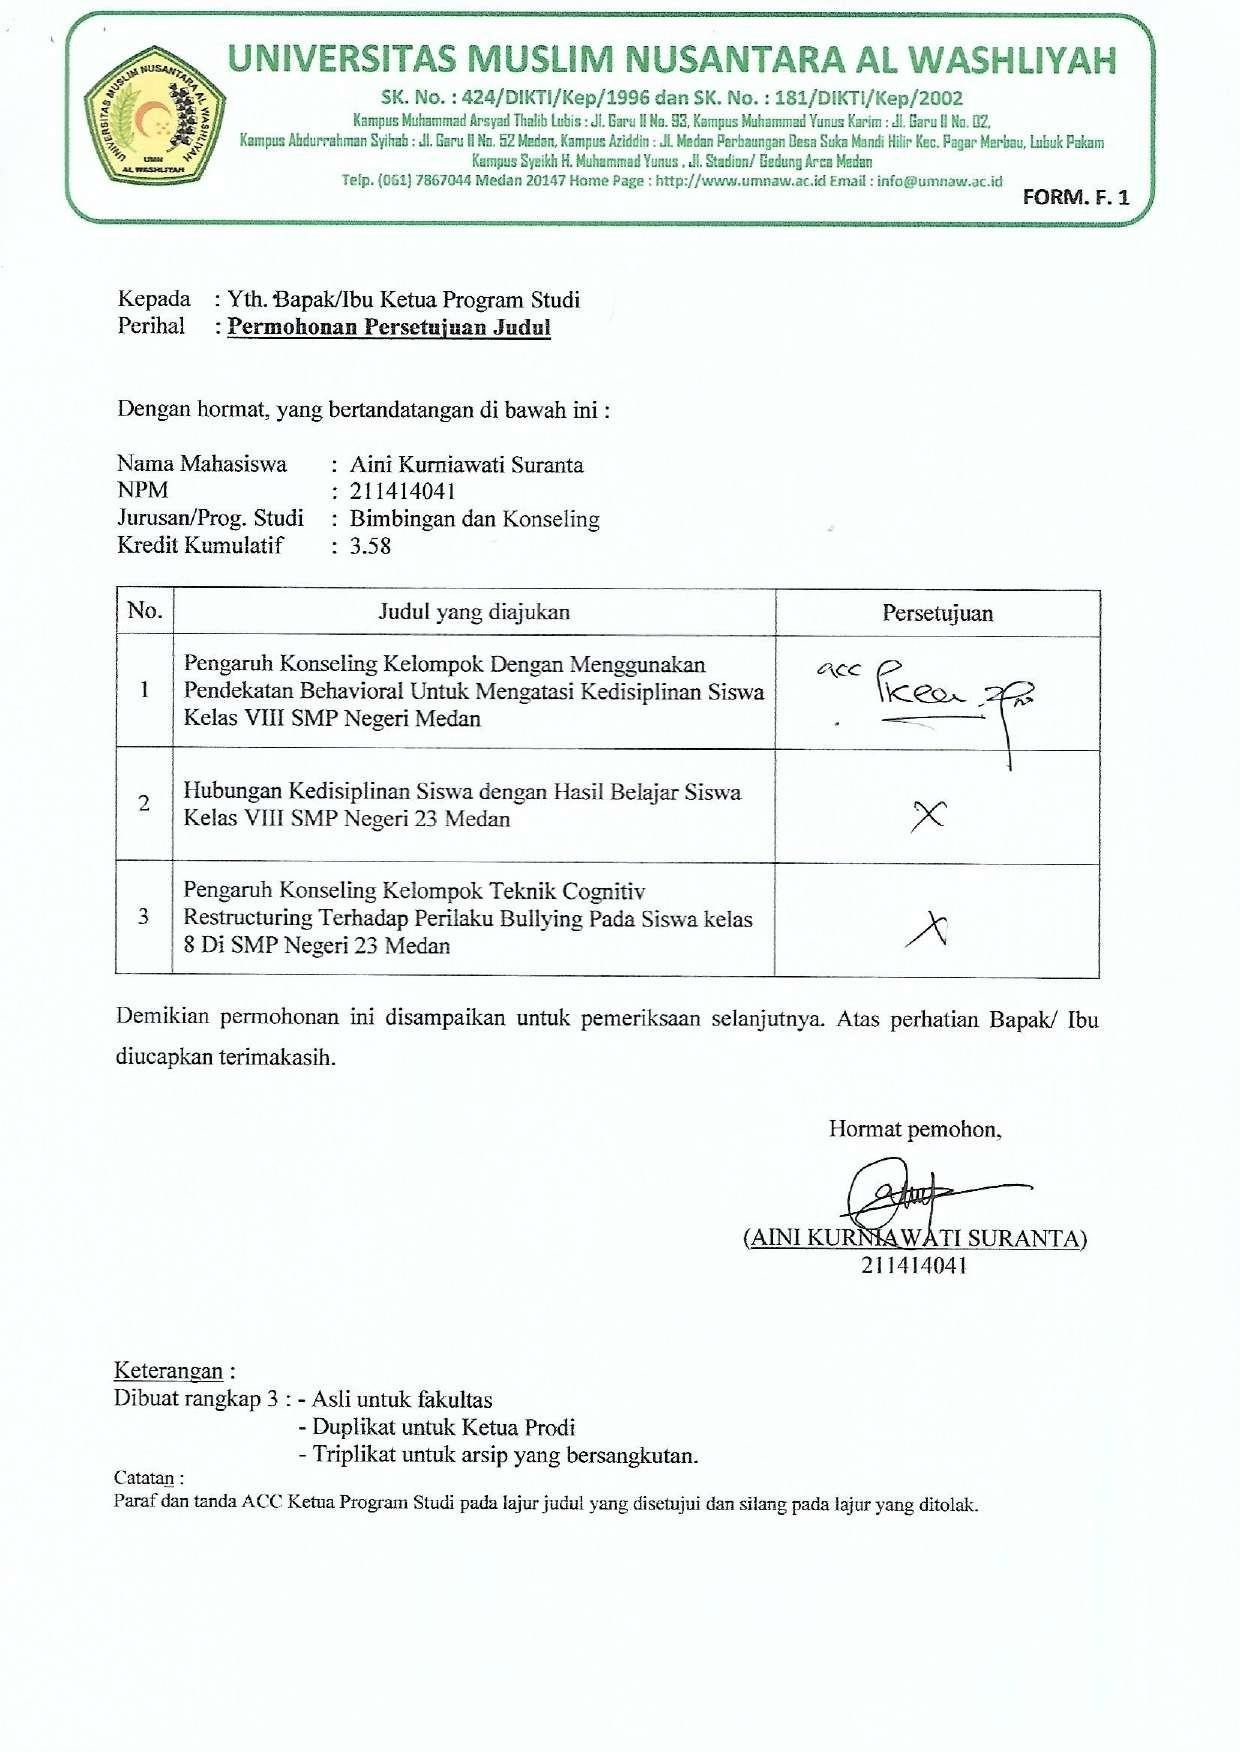 UNIVERSITAS MUSLIM NUSANTARA AL WASHLIYAH
SK. No. : 424/DIKTI/Kep/1996 dan SK. No. : 181/DIKTI/Kep/2002
Kampus Muhammad Arsyad Thalib Lubis : Jl. Garu II No. 93, Kampus Muhammad Yunus Karim : Jl. Garu II No. 02,
Kampus Abdurrahman Syihab : Jl. Garu II No. 52 Medan, Kampus Aziddin : Jl. Medan Perbaungan Desa Suka Mandi Hilir Kec. Pagar Merbau, Lubuk Pakam
Kampus Syeikh H. Muhammad Yunus , Jl. Stadion/ Gedung Arca Medan
Telp. (061) 7867044 Medan 20147 Home Page : http://www.umnaw.ac.id Email : info@umnaw.ac.id
FORM. F. 1
UNIVERSITAS MUSLIM NUSANTARA AL WASHLIYAH
UMN
AL WASHLIYAH
Kepada : Yth. Bapak/Ibu Ketua Program Studi
Perihal : Permohonan Persetujuan Judul
Dengan hormat, yang bertandatangan di bawah ini :
Nama Mahasiswa : Aini Kurniawati Suranta
NPM : 211414041
Jurusan/Prog. Studi : Bimbingan dan Konseling
Kredit Kumulatif : 3.58
No. Judul yang diajukan Persetujuan
1 Pengaruh Konseling Kelompok Dengan Menggunakan
Pendekatan Behavioral Untuk Mengatasi Kedisiplinan Siswa
Kelas VIII SMP Negeri Medan
acc
2 Hubungan Kedisiplinan Siswa dengan Hasil Belajar Siswa
Kelas VIII SMP Negeri 23 Medan
X
3 Pengaruh Konseling Kelompok Teknik Cognitiv
Restructuring Terhadap Perilaku Bullying Pada Siswa kelas
8 Di SMP Negeri 23 Medan
X
Demikian permohonan ini disampaikan untuk pemeriksaan selanjutnya. Atas perhatian Bapak/ Ibu
diucapkan terimakasih.
Hormat pemohon,
(AINI KURNIAWATI SURANTA)
211414041
Keterangan :
Dibuat rangkap 3 : - Asli untuk fakultas
- Duplikat untuk Ketua Prodi
- Triplikat untuk arsip yang bersangkutan.
Catatan :
Paraf dan tanda ACC Ketua Program Studi pada lajur judul yang disetujui dan silang pada lajur yang ditolak.